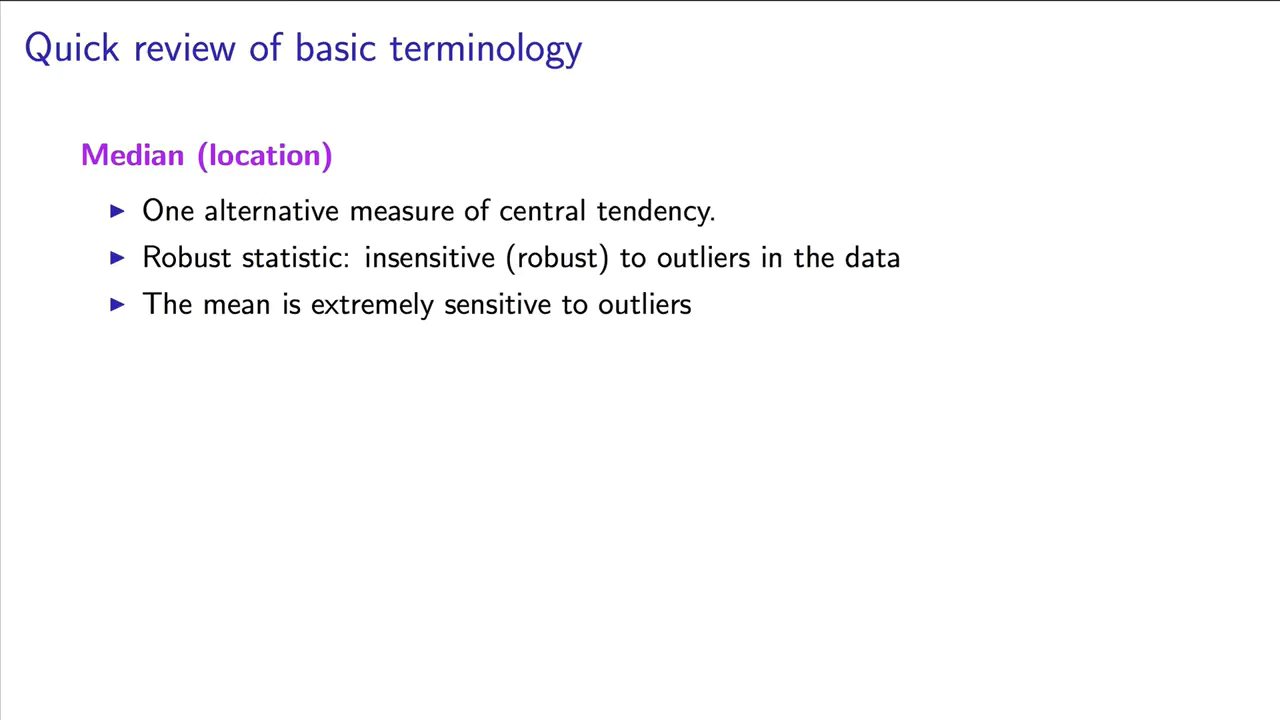 Quick review of basic terminology
Median (location)
▶ One alternative measure of central tendency.
▶ Robust statistic: insensitive (robust) to outliers in the data
▶ The mean is extremely sensitive to outliers